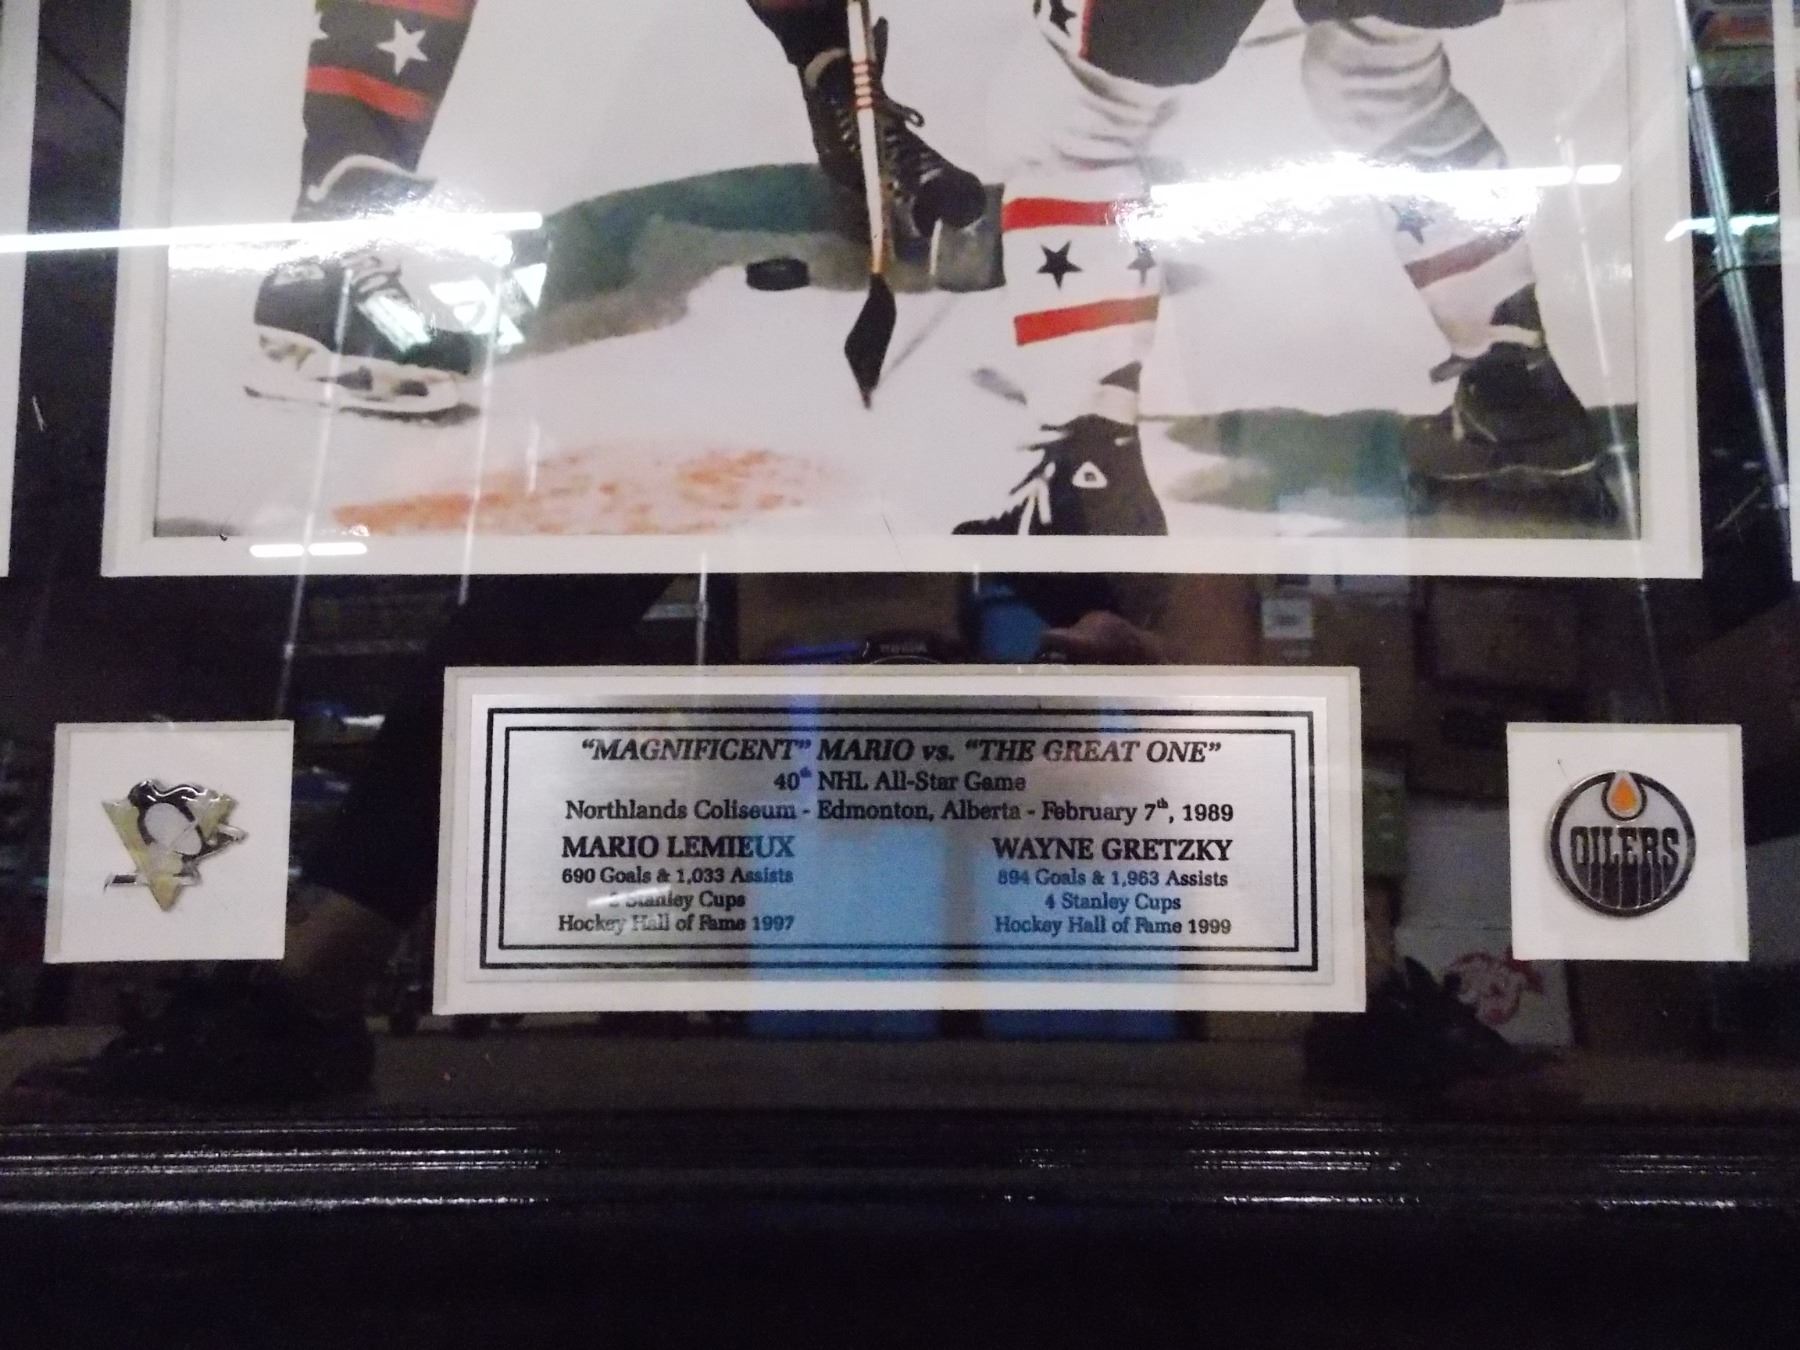 “MAGNIFICENT” MARIO vs. “THE GREAT ONE”
40th NHL All-Star Game
Northlands Coliseum - Edmonton, Alberta - February 7th, 1989
MARIO LEMIEUX
690 Goals & 1,033 Assists
2 Stanley Cups
Hockey Hall of Fame 1997
WAYNE GRETZKY
894 Goals & 1,963 Assists
4 Stanley Cups
Hockey Hall of Fame 1999
OILERS